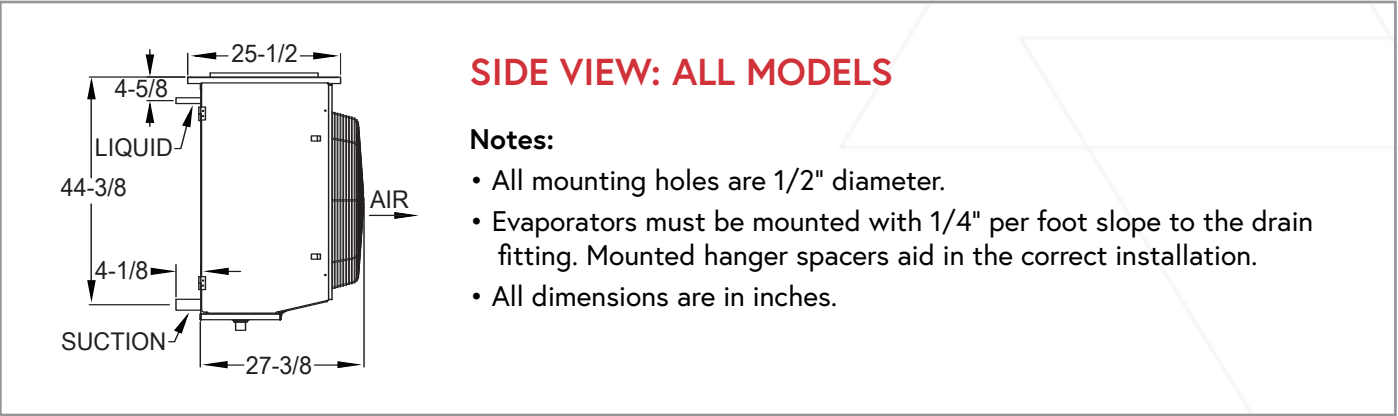 25-1/2
4-5/8
LIQUID
44-3/8
AIR
4-1/8
SUCTION
27-3/8
SIDE VIEW: ALL MODELS
Notes:
• All mounting holes are 1/2" diameter.
• Evaporators must be mounted with 1/4" per foot slope to the drain
fitting. Mounted hanger spacers aid in the correct installation.
• All dimensions are in inches.